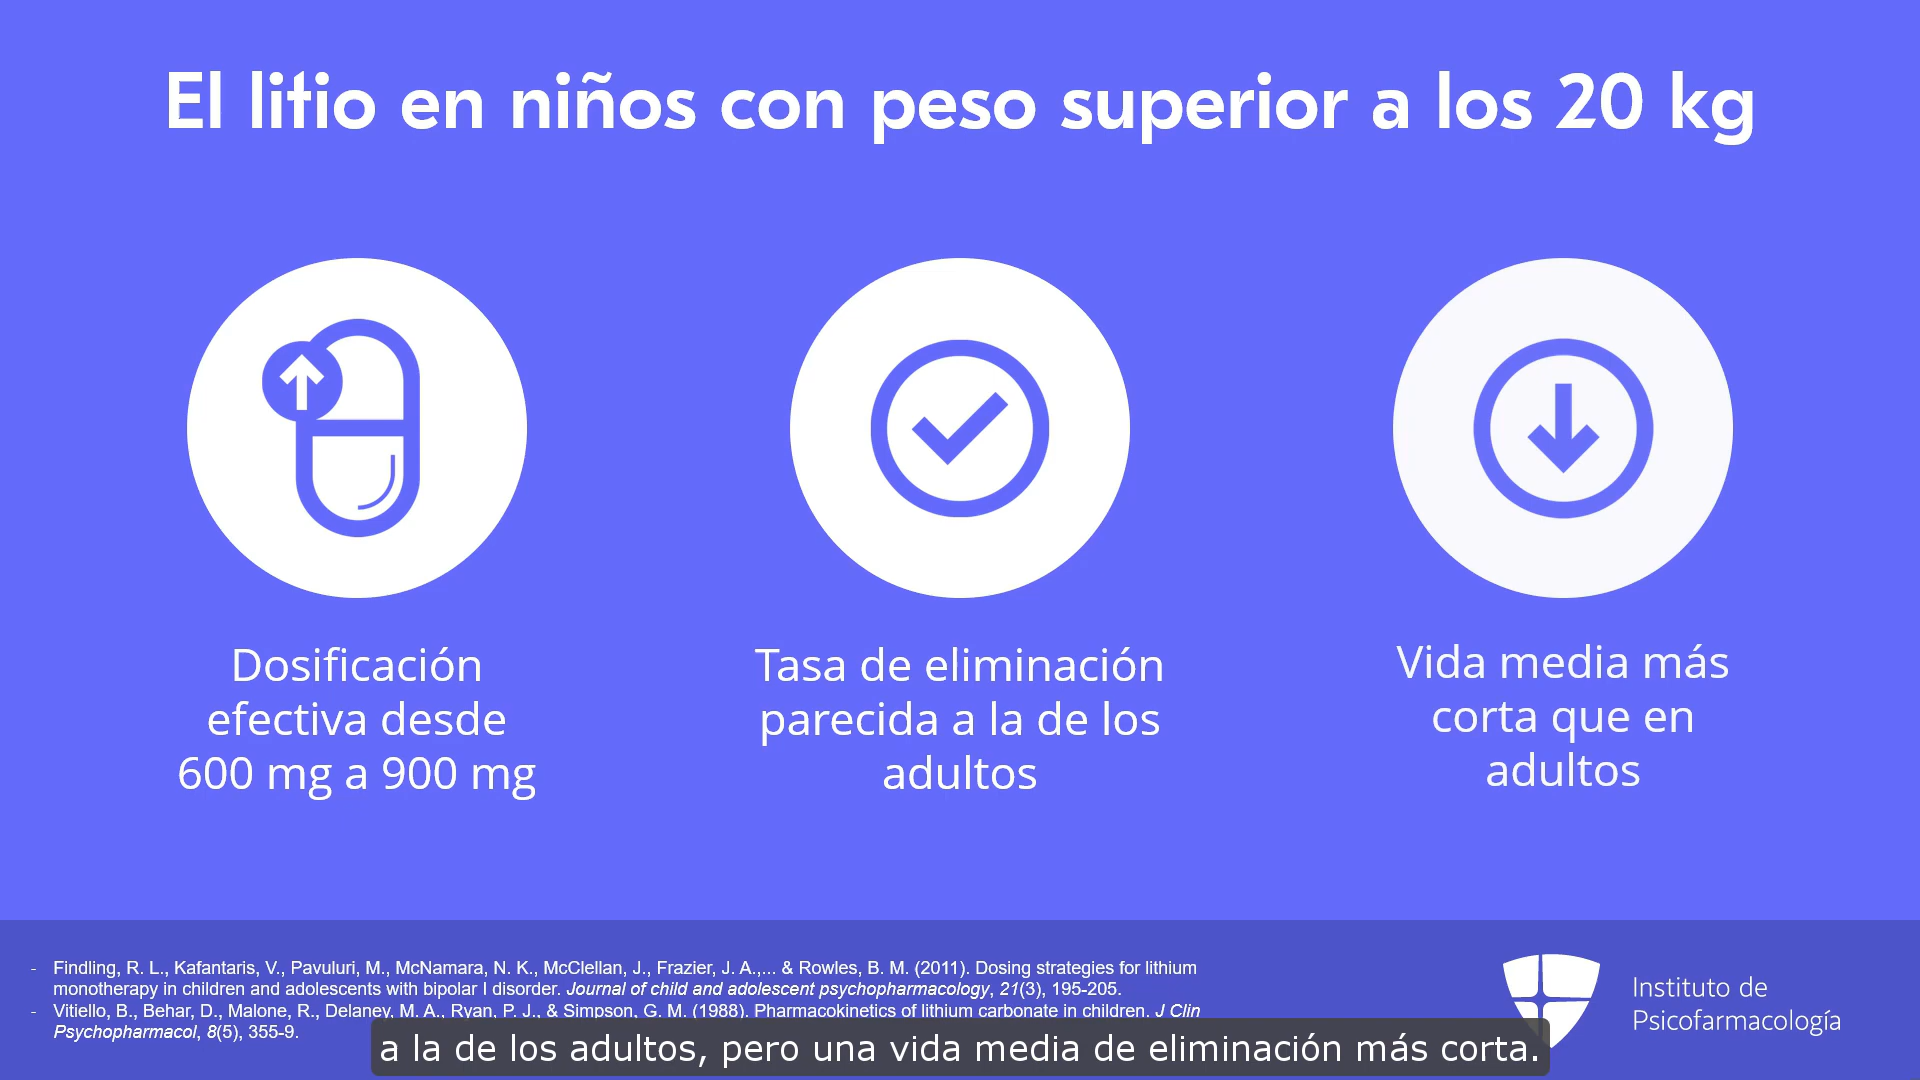 El litio en niños con peso superior a los 20 kg
Dosificación
efectiva desde
600 mg a 900 mg
Tasa de eliminación
parecida a la de los
adultos
Vida media más
corta que en
adultos
- Findling, R. L., Kafantaris, V., Pavuluri, M., McNamara, N. K., McClellan, J., Frazier, J. A.,... & Rowles, B. M. (2011). Dosing strategies for lithium
monotherapy in children and adolescents with bipolar I disorder. Journal of child and adolescent psychopharmacology, 21(3), 195-205.
- Vitiello, B., Behar, D., Malone, R., Delaney, M. A., Ryan, P. J., & Simpson, G. M. (1988). Pharmacokinetics of lithium carbonate in children. J Clin
Psychopharmacol, 8(5), 355-9.
Instituto de
Psicofarmacología
a la de los adultos, pero una vida media de eliminación más corta.